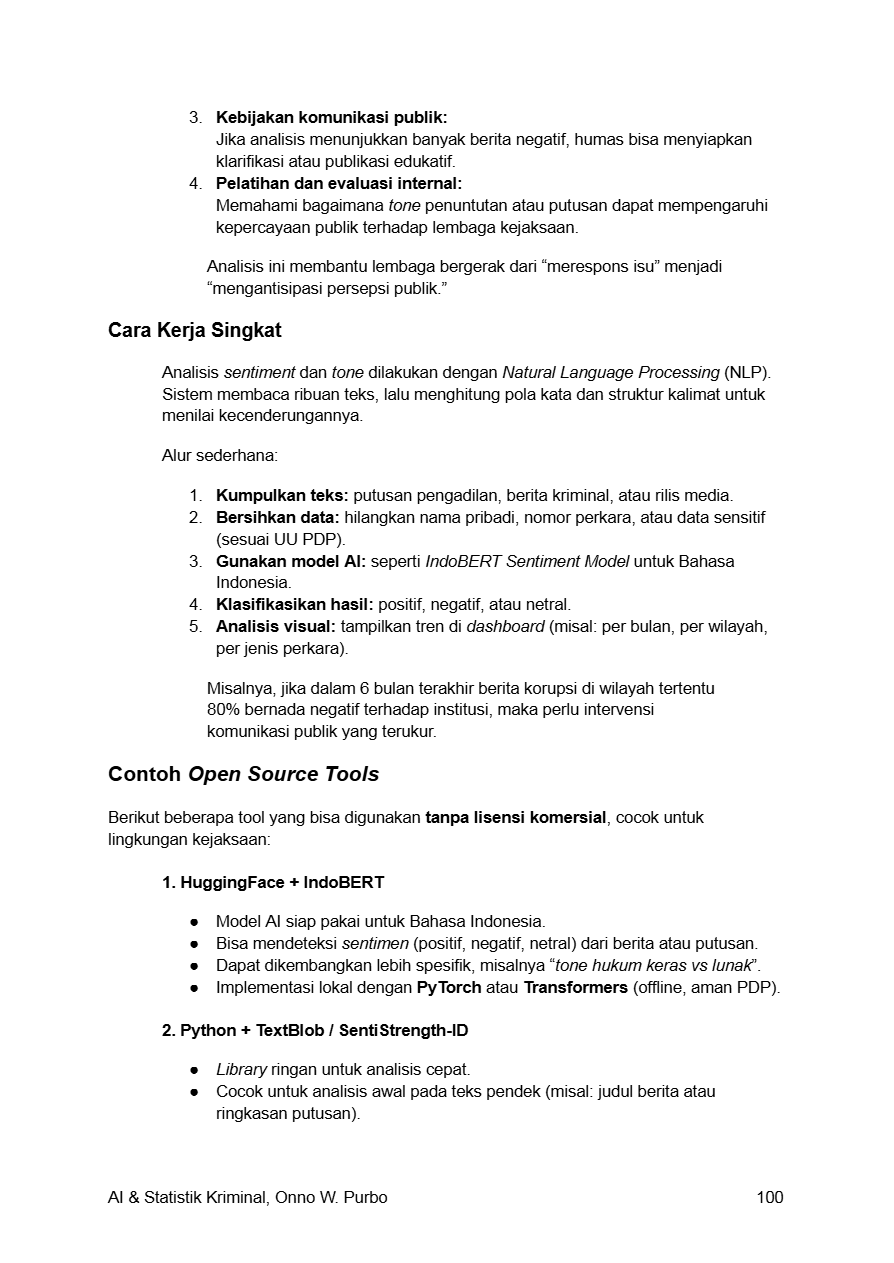 3. Kebijakan komunikasi publik:
Jika analisis menunjukkan banyak berita negatif, humas bisa menyiapkan
klarifikasi atau publikasi edukatif.
4. Pelatihan dan evaluasi internal:
Memahami bagaimana tone penuntutan atau putusan dapat mempengaruhi
kepercayaan publik terhadap lembaga kejaksaan.
Analisis ini membantu lembaga bergerak dari “merespons isu” menjadi
“mengantisipasi persepsi publik.”
Cara Kerja Singkat
Analisis sentiment dan tone dilakukan dengan Natural Language Processing (NLP).
Sistem membaca ribuan teks, lalu menghitung pola kata dan struktur kalimat untuk
menilai kecenderungannya.
Alur sederhana:
1. Kumpulkan teks: putusan pengadilan, berita kriminal, atau rilis media.
2. Bersihkan data: hilangkan nama pribadi, nomor perkara, atau data sensitif
(sesuai UU PDP).
3. Gunakan model AI: seperti IndoBERT Sentiment Model untuk Bahasa
Indonesia.
4. Klasifikasikan hasil: positif, negatif, atau netral.
5. Analisis visual: tampilkan tren di dashboard (misal: per bulan, per wilayah,
per jenis perkara).
Misalnya, jika dalam 6 bulan terakhir berita korupsi di wilayah tertentu
80% bernada negatif terhadap institusi, maka perlu intervensi
komunikasi publik yang terukur.
Contoh Open Source Tools
Berikut beberapa tool yang bisa digunakan tanpa lisensi komersial, cocok untuk
lingkungan kejaksaan:
1. HuggingFace + IndoBERT
● Model AI siap pakai untuk Bahasa Indonesia.
● Bisa mendeteksi sentimen (positif, negatif, netral) dari berita atau putusan.
● Dapat dikembangkan lebih spesifik, misalnya “tone hukum keras vs lunak”.
● Implementasi lokal dengan PyTorch atau Transformers (offline, aman PDP).
2. Python + TextBlob / SentiStrength-ID
● Library ringan untuk analisis cepat.
● Cocok untuk analisis awal pada teks pendek (misal: judul berita atau
ringkasan putusan).
AI & Statistik Kriminal, Onno W. Purbo 100